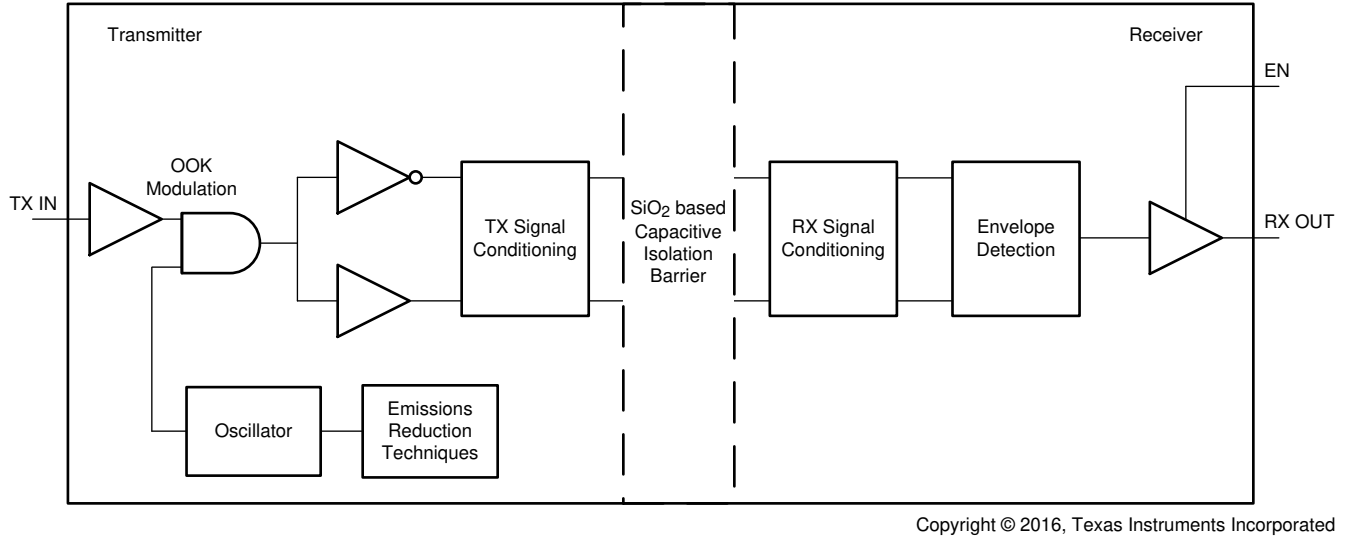 Transmitter
Receiver
EN
OOK
Modulation
TX IN
TX Signal
Conditioning
SiO2 based
Capacitive
Isolation
Barrier
RX Signal
Conditioning
Envelope
Detection
RX OUT
Oscillator
Emissions
Reduction
Techniques
Copyright © 2016, Texas Instruments Incorporated